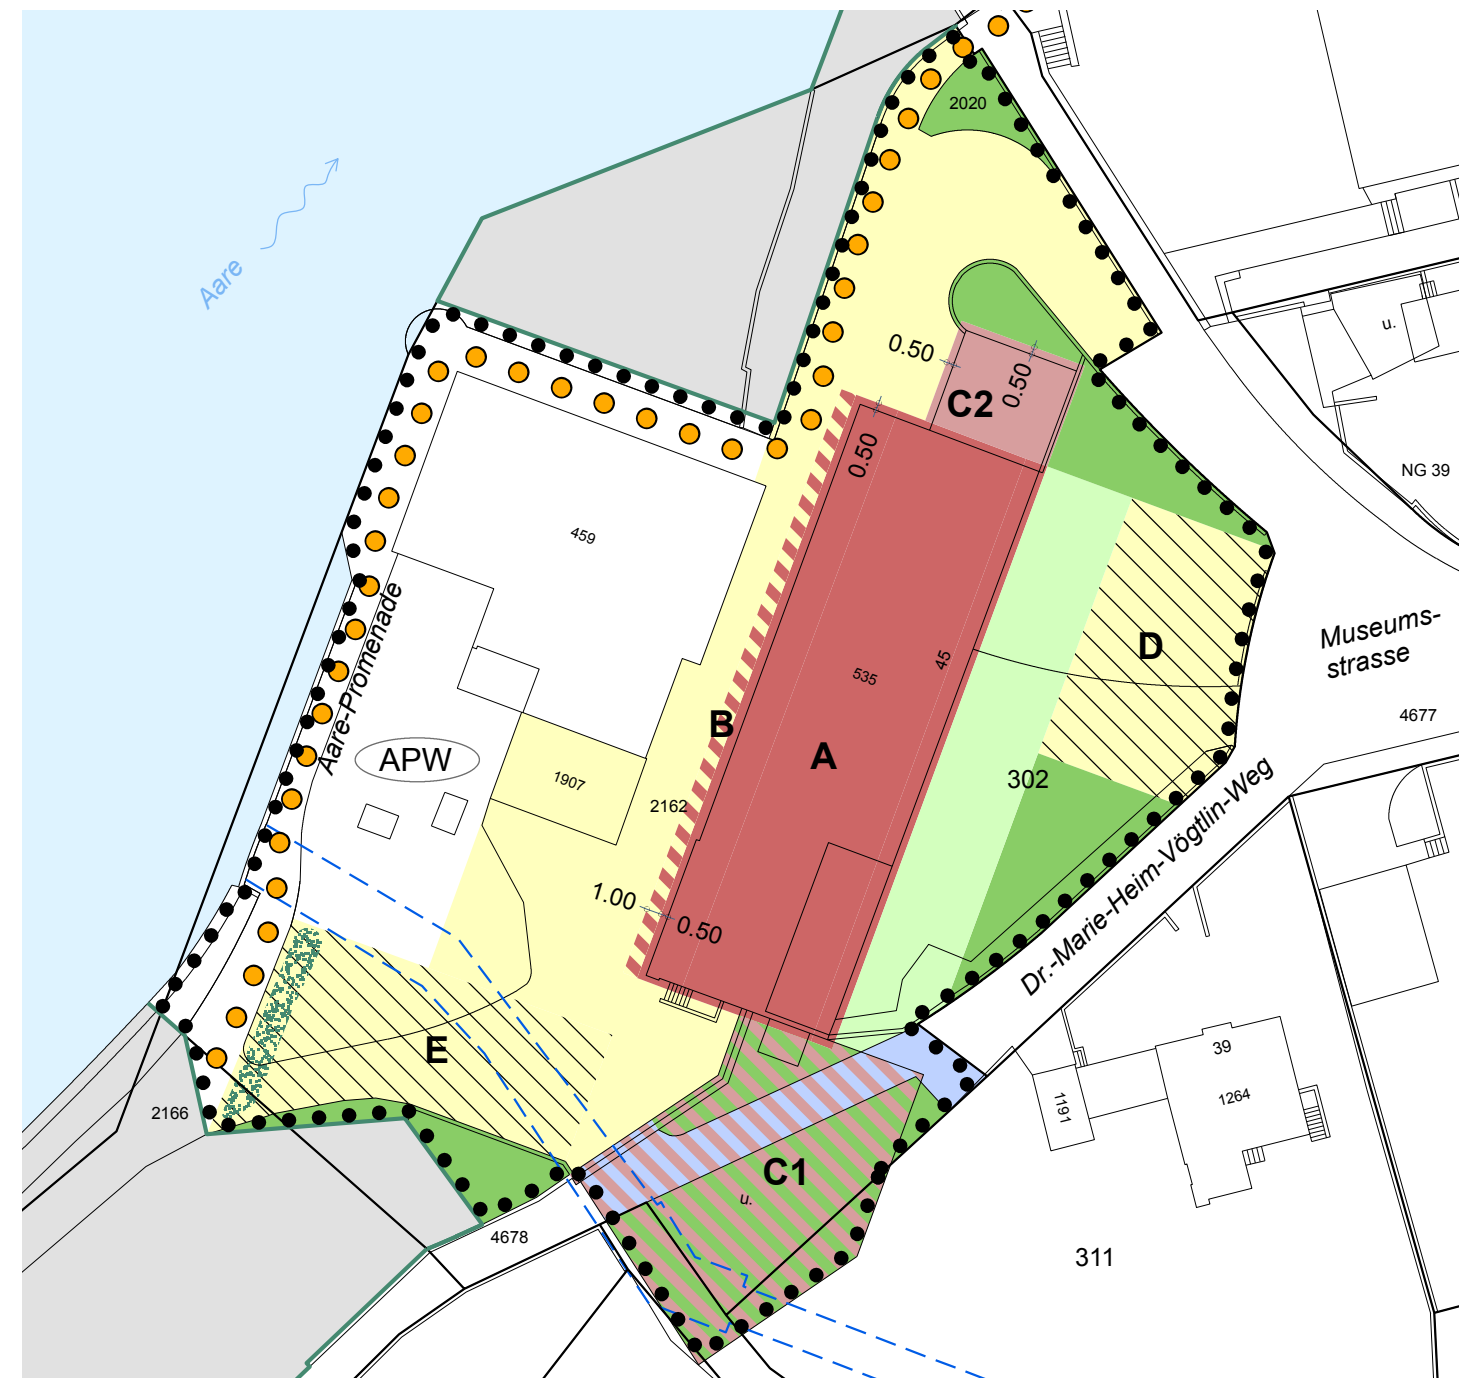 2020
Aare
u.
0.50
0.50
C2
0.50
NG 39
459
Museums-
strasse
D
45
535
4677
B
A
Aare-Promenade
APW
1907
2162
302
Dr.-Marie-Heim-Vögtlin-Weg
1.00
0.50
E
39
1264
1191
2166
C1
u.
4678
311